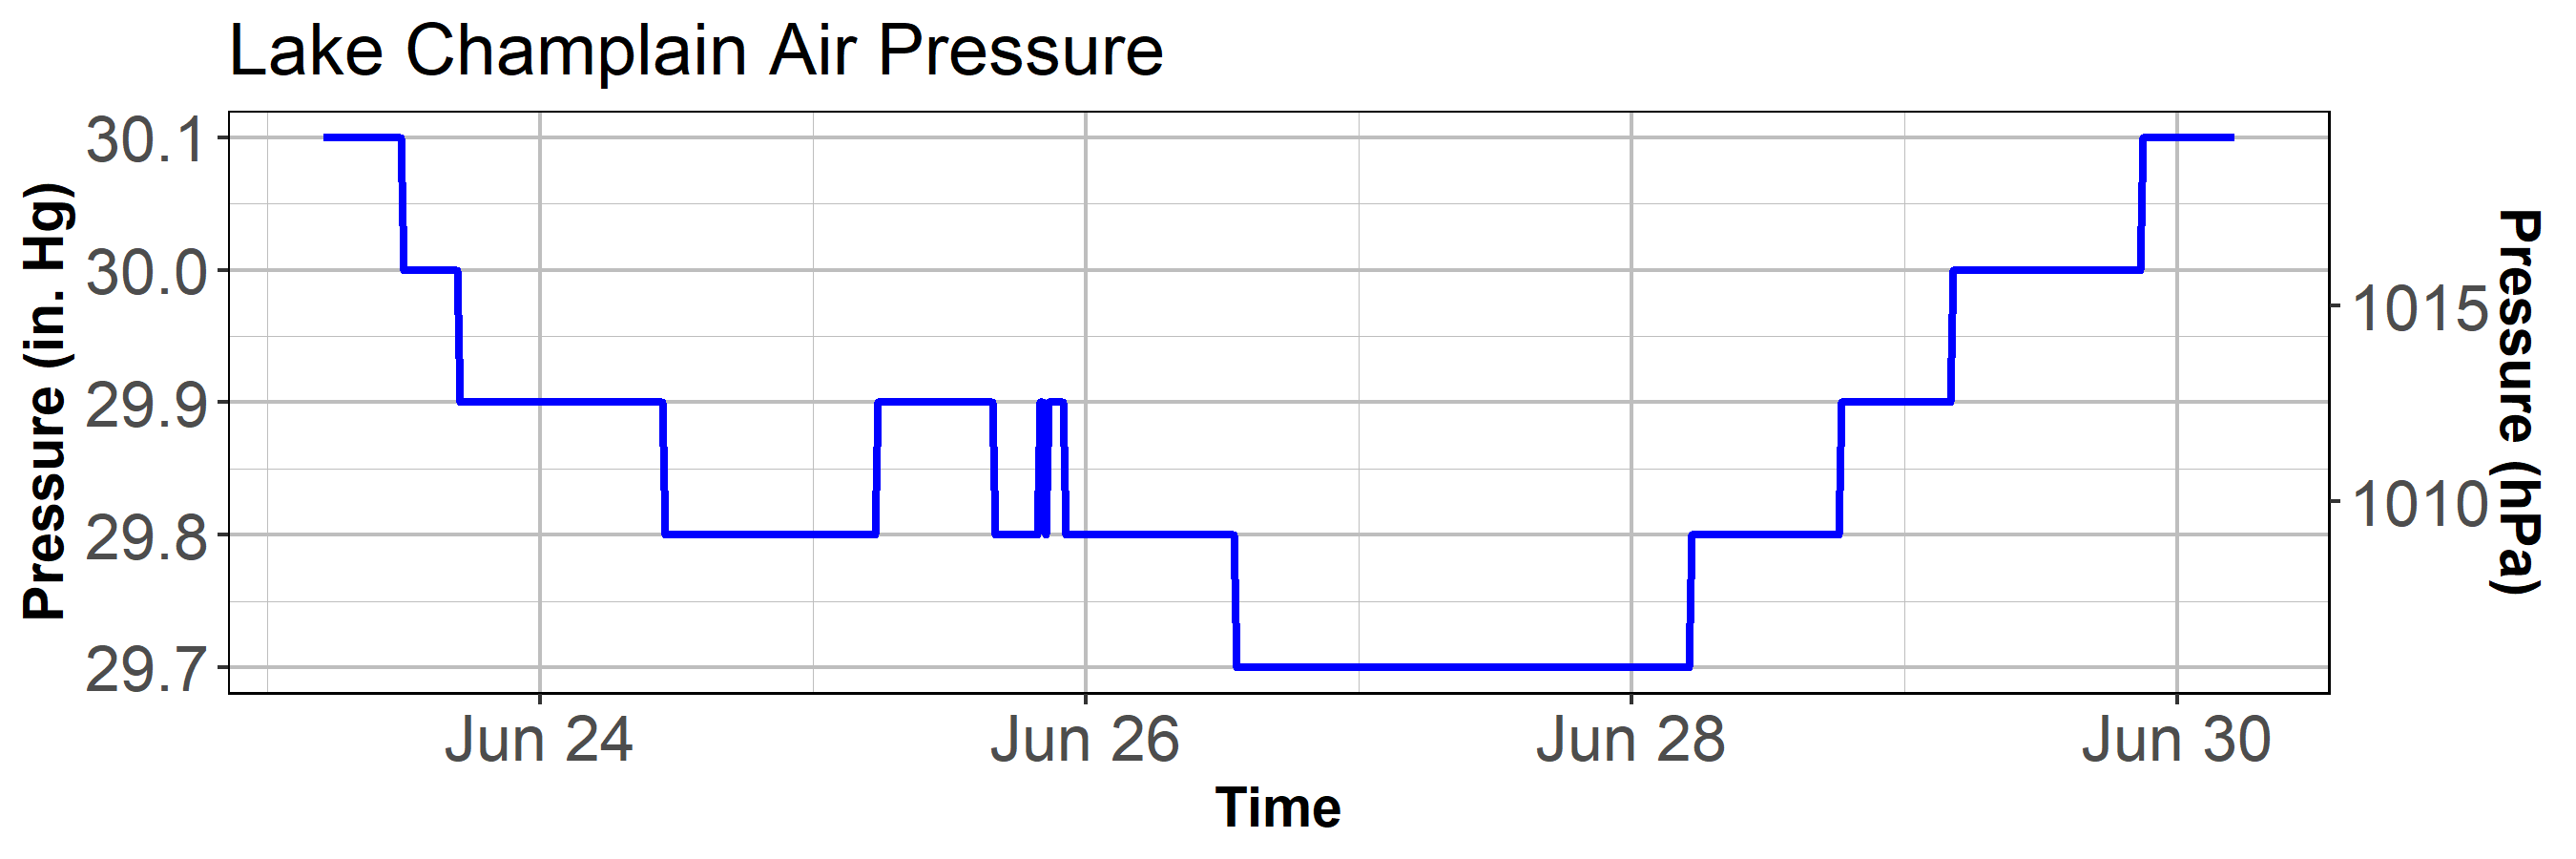 Lake Champlain Air Pressure
Pressure (in. Hg)
30.1
30.0
29.9
29.8
29.7
1015
1010
Pressure (hPa)
Jun 24
Jun 26
Jun 28
Jun 30
Time